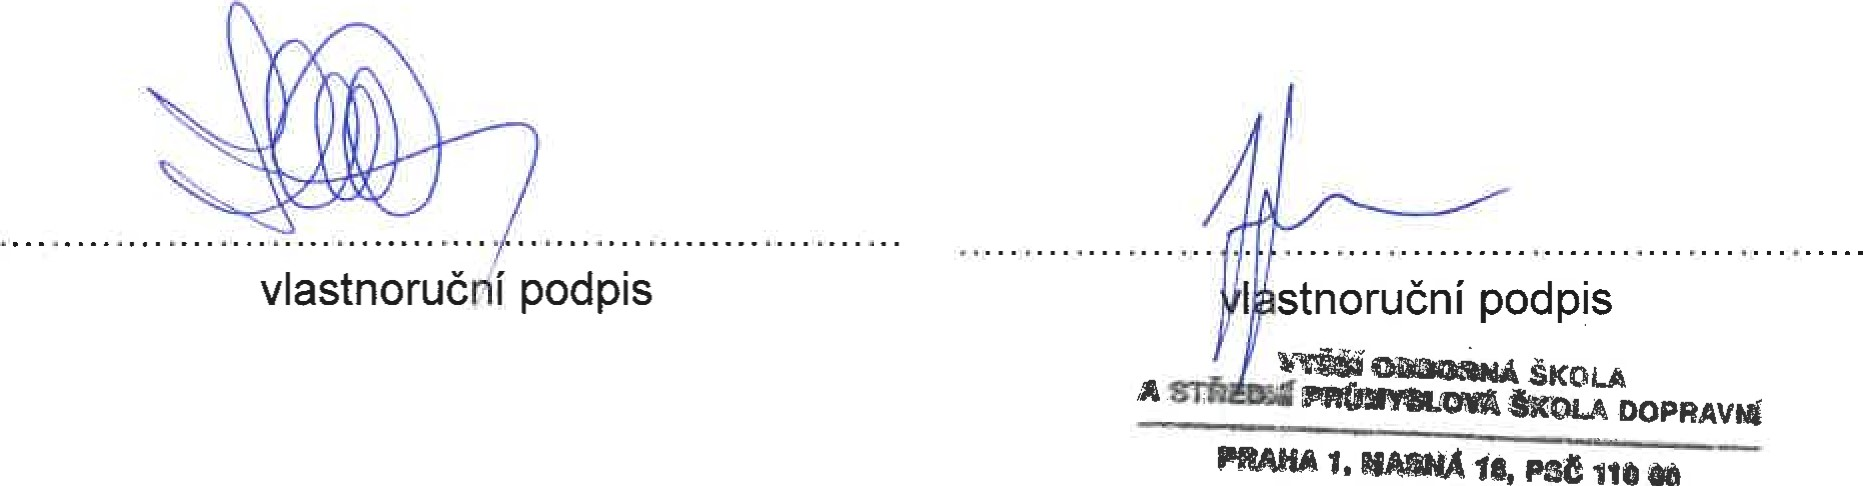 vlastnoruční podpis
vlastnoruční podpis
VYŠŠÍ ODBORNÁ ŠKOLA
A STŘEDNÍ PRŮMYSLOVÁ ŠKOLA DOPRAVNÍ
PRAHA 1, MASNÁ 18, PSČ 110 00